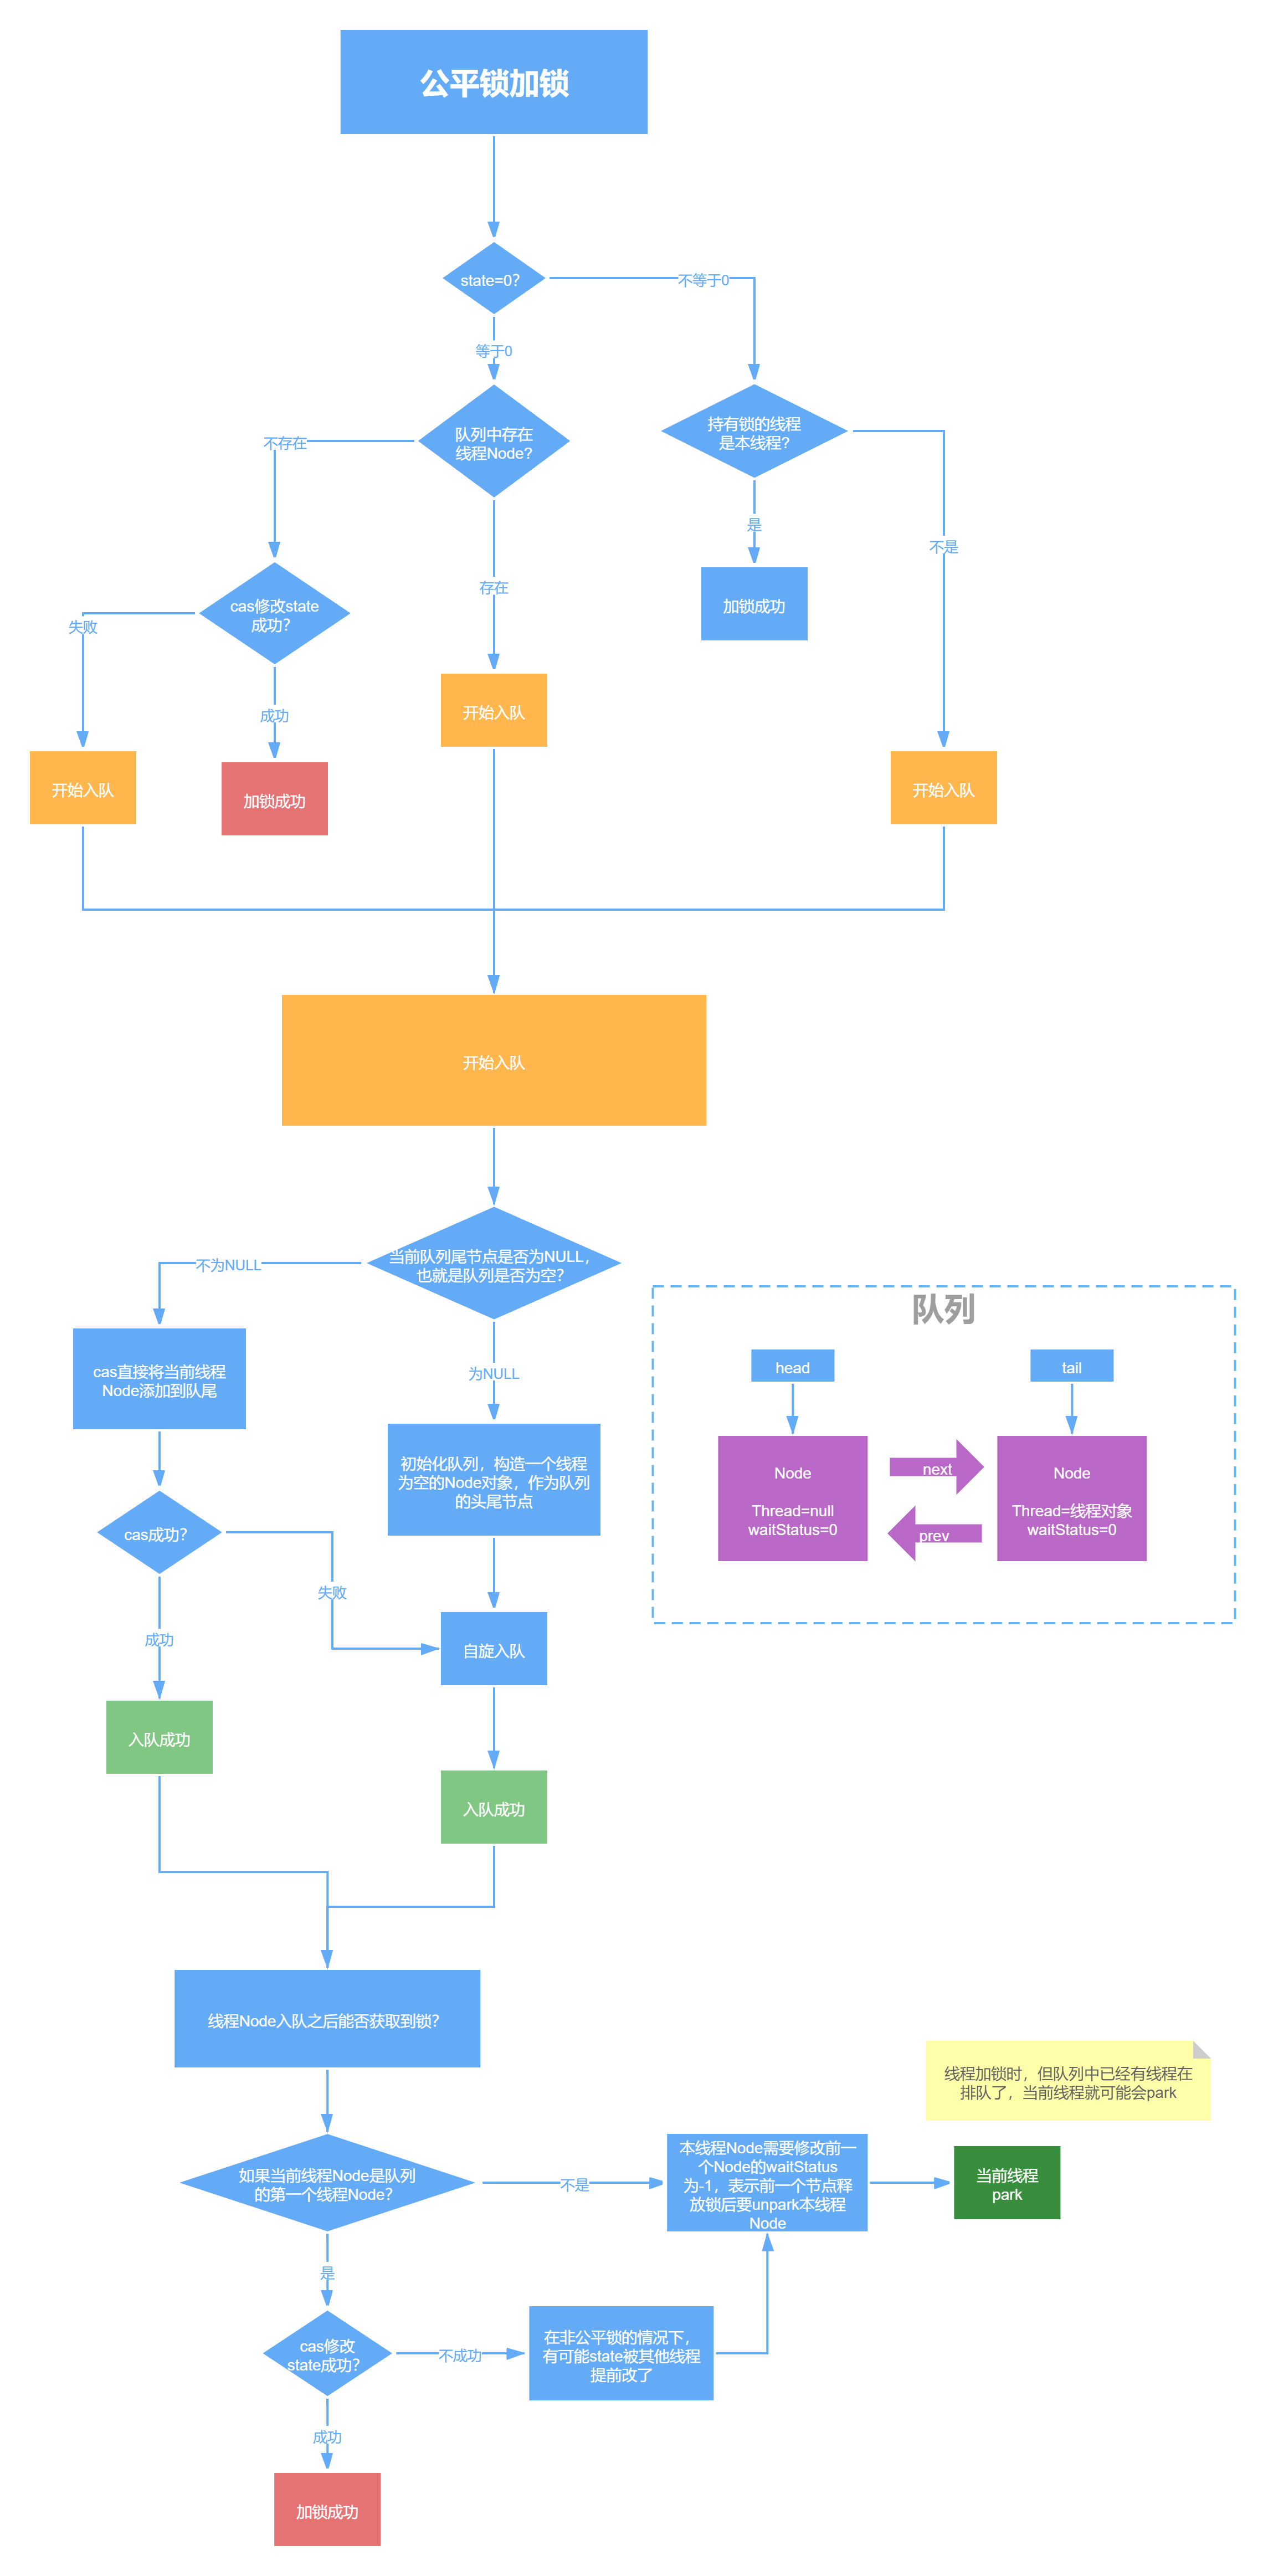 公平锁加锁
state=0?
不等于0
等于0
队列中存在
线程Node?
持有锁的线程
是本线程?
不存在
是
不是
存在
cas修改state
成功?
失败
成功
加锁成功
开始入队
开始入队
加锁成功
开始入队
开始入队
当前队列尾节点是否为NULL，
也就是队列是否为空?
不为NULL
为NULL
cas直接将当前线程
Node添加到队尾
初始化队列，构造一个线程
为空的Node对象，作为队列
的头尾节点
cas成功?
失败
成功
自旋入队
入队成功
入队成功
队列
head
tail
Node
Thread=null
waitStatus=0
next
prev
Node
Thread=线程对象
waitStatus=0
线程Node入队之后能否获取到锁?
线程加锁时，但队列中已经有线程在
排队了，当前线程就可能会park
如果当前线程Node是队列
的第一个线程Node?
不是
本线程Node需要修改前一
个Node的waitStatus
为-1，表示前一个节点释
放锁后要unpark本线程
Node
当前线程
park
是
cas修改
state成功?
不成功
在非公平锁的情况下，
有可能state被其他线程
提前改了
成功
加锁成功